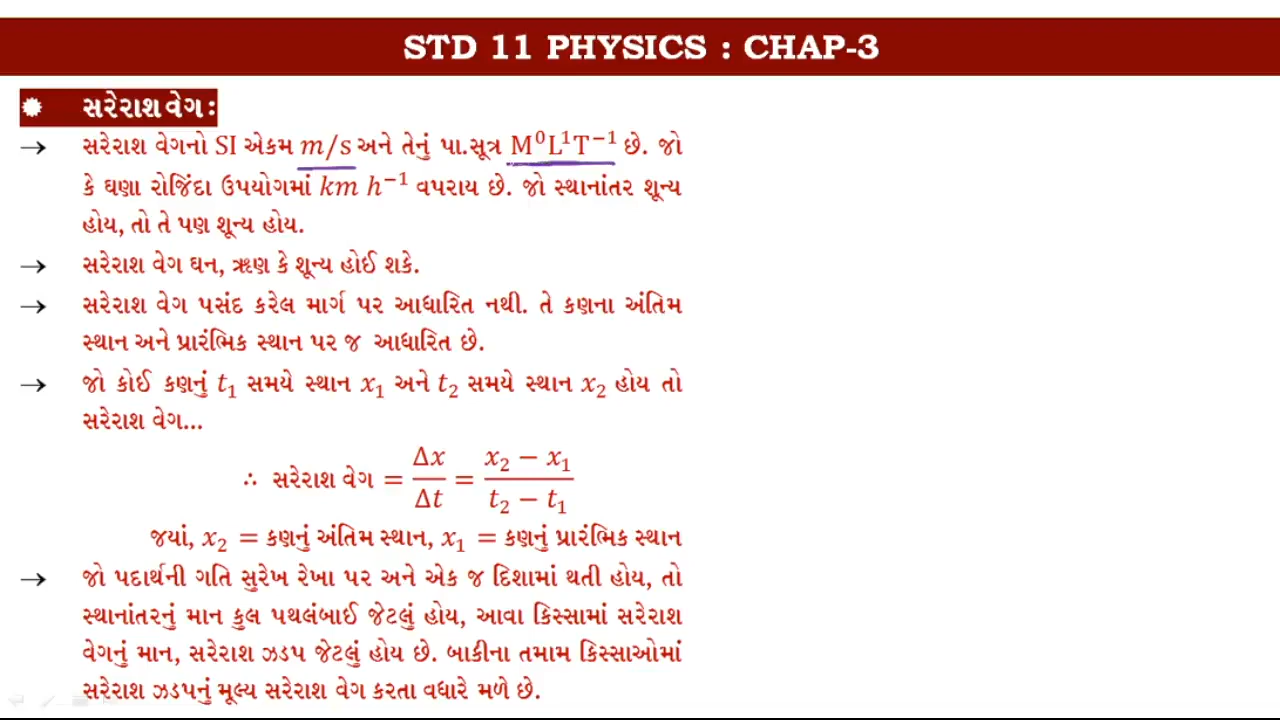 STD 11 PHYSICS : CHAP-3
✹ સરેરાશ વેગ :
→ સરેરાશ વેગનો SI એકમ m/s અને તેનું પા.સૂત્ર M⁰L¹T⁻¹ છે. જો
કે ઘણા રોજિંદા ઉપયોગમાં km h⁻¹ વપરાય છે. જો સ્થાનાંતર શૂન્ય
હોય, તો તે પણ શૂન્ય હોય.
→ સરેરાશ વેગ ઘન, ઋણ કે શૂન્ય હોઈ શકે.
→ સરેરાશ વેગ પસંદ કરેલ માર્ગ પર આધારિત નથી. તે કણના અંતિમ
સ્થાન અને પ્રારંભિક સ્થાન પર જ આધારિત છે.
→ જો કોઈ કણનું t₁ સમયે સ્થાન x₁ અને t₂ સમયે સ્થાન x₂ હોય તો
સરેરાશ વેગ...
∴ સરેરાશ વેગ = Δx/Δt = (x₂ − x₁)/(t₂ − t₁)
જયાં, x₂ = કણનું અંતિમ સ્થાન, x₁ = કણનું પ્રારંભિક સ્થાન
→ જો પદાર્થની ગતિ સુરેખ રેખા પર અને એક જ દિશામાં થતી હોય, તો
સ્થાનાંતરનું માન કુલ પથલંબાઈ જેટલું હોય, આવા કિસ્સામાં સરેરાશ
વેગનું માન, સરેરાશ ઝડપ જેટલું હોય છે. બાકીના તમામ કિસ્સાઓમાં
સરેરાશ ઝડપનું મૂલ્ય સરેરાશ વેગ કરતા વધારે મળે છે.